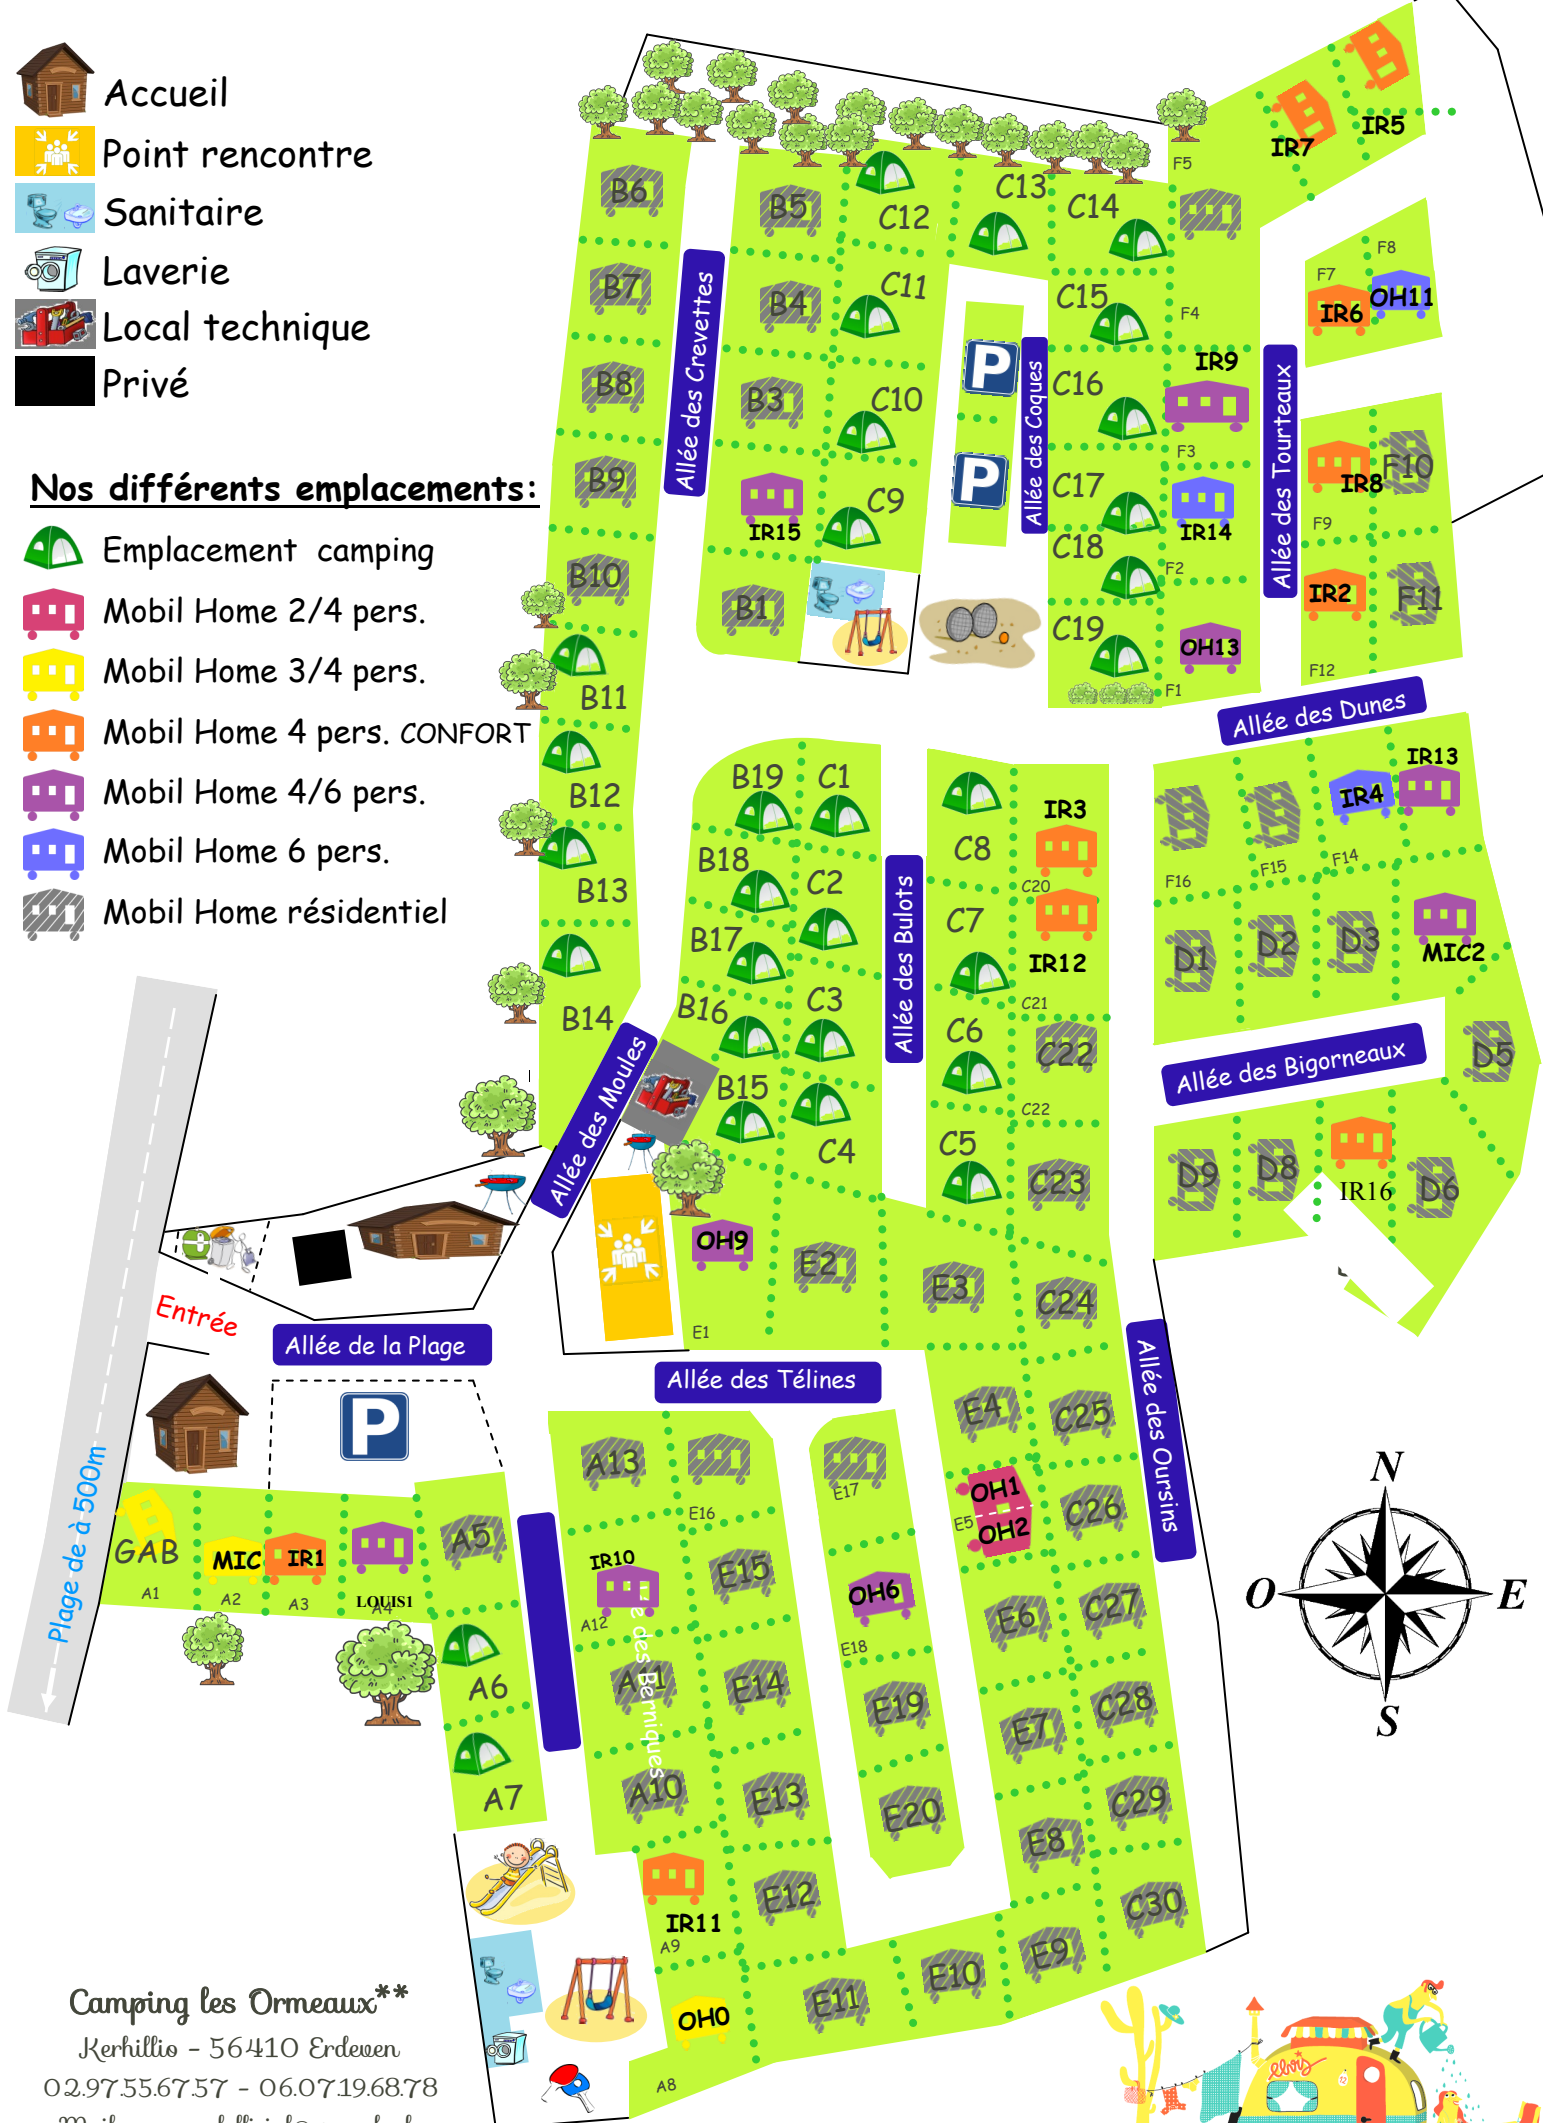 Accueil
Point rencontre
Sanitaire
Laverie
Local technique
Privé
Nos différents emplacements:
Emplacement camping
Mobil Home 2/4 pers.
Mobil Home 3/4 pers.
Mobil Home 4 pers. CONFORT
Mobil Home 4/6 pers.
Mobil Home 6 pers.
Mobil Home résidentiel
B6
B7
B8
B9
B10
B11
B12
B13
B14
Allée des Crevettes
B5
B4
B3
IR15
B1
C12
C11
C10
C9
C13
P
P
Allée des Coques
C14
C15
C16
C17
C18
C19
F5
F4
IR9
F3
IR14
F2
OH13
F1
Allée des Tourteaux
IR7
IR5
F7
F8
IR6
OH11
IR8
F10
F9
IR2
F11
F12
Allée des Dunes
B19
C1
B18
C2
B17
B16
C3
B15
C4
Allée des Bulots
C8
C7
C6
C5
IR3
C20
IR12
C21
C22
C22
C23
C24
IR4
IR13
F16
F15
F14
D1
D2
D3
MIC2
Allée des Bigorneaux
D5
D9
D8
IR16
D6
Allée des Moules
OH9
E1
E2
E3
Entrée
Allée de la Plage
Allée des Télines
Allée des Oursins
Plage de à 500m
P
GAB
MIC
IR1
LOUIS1
A1
A2
A3
A4
A5
A6
A7
A13
E16
IR10
A12
E15
e des Berniques
A11
E14
A10
E13
IR11
A9
E12
OH0
A8
E11
E10
E9
E17
OH6
E18
E19
E20
E4
C25
OH1
OH2
E5
C26
E6
C27
E7
C28
E8
C29
C30
N
O
E
S
Camping les Ormeaux**
Kerhillio - 56410 Erdeven
02.97.55.67.57 - 06.07.19.68.78
elvis
12